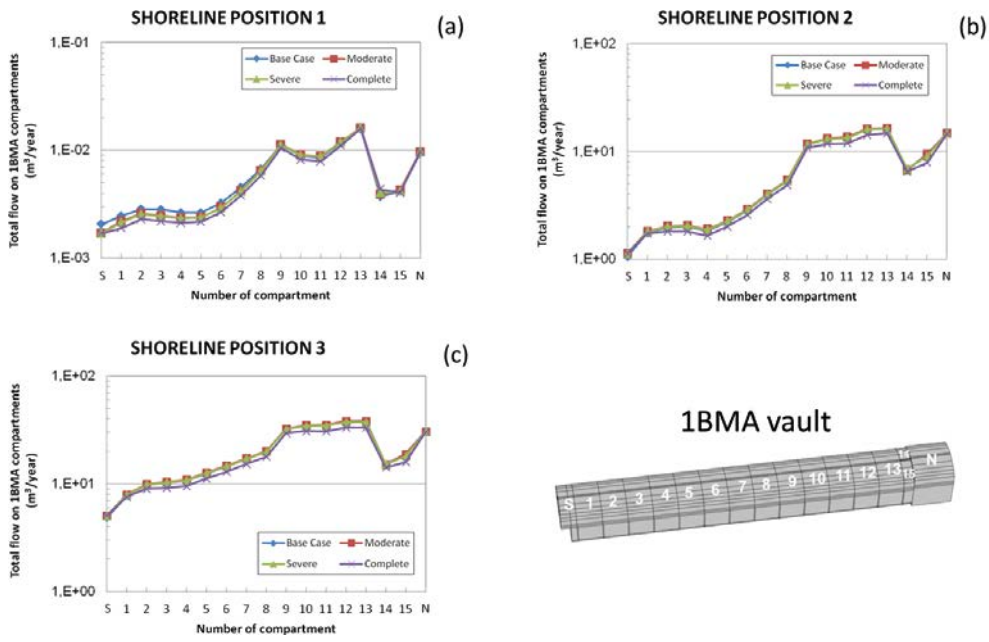 SHORELINE POSITION 1
(a)
Total flow on 1BMA compartments
(m³/year)
1,E-01
1,E-02
1,E-03
Base Case
Moderate
Severe
Complete
S 1 2 3 4 5 6 7 8 9 10 11 12 13 14 15 N
Number of compartment
SHORELINE POSITION 2
(b)
Total flow on 1BMA compartments
(m³/year)
1,E+02
1,E+01
1,E+00
Base Case
Moderate
Severe
Complete
S 1 2 3 4 5 6 7 8 9 10 11 12 13 14 15 N
Number of compartment
SHORELINE POSITION 3
(c)
Total flow on 1BMA compartments
(m³/year)
1,E+02
1,E+01
1,E+00
Base Case
Moderate
Severe
Complete
S 1 2 3 4 5 6 7 8 9 10 11 12 13 14 15 N
Number of compartment
1BMA vault
S 1 2 3 4 5 6 7 8 9 10 11 12 13 14 15 N